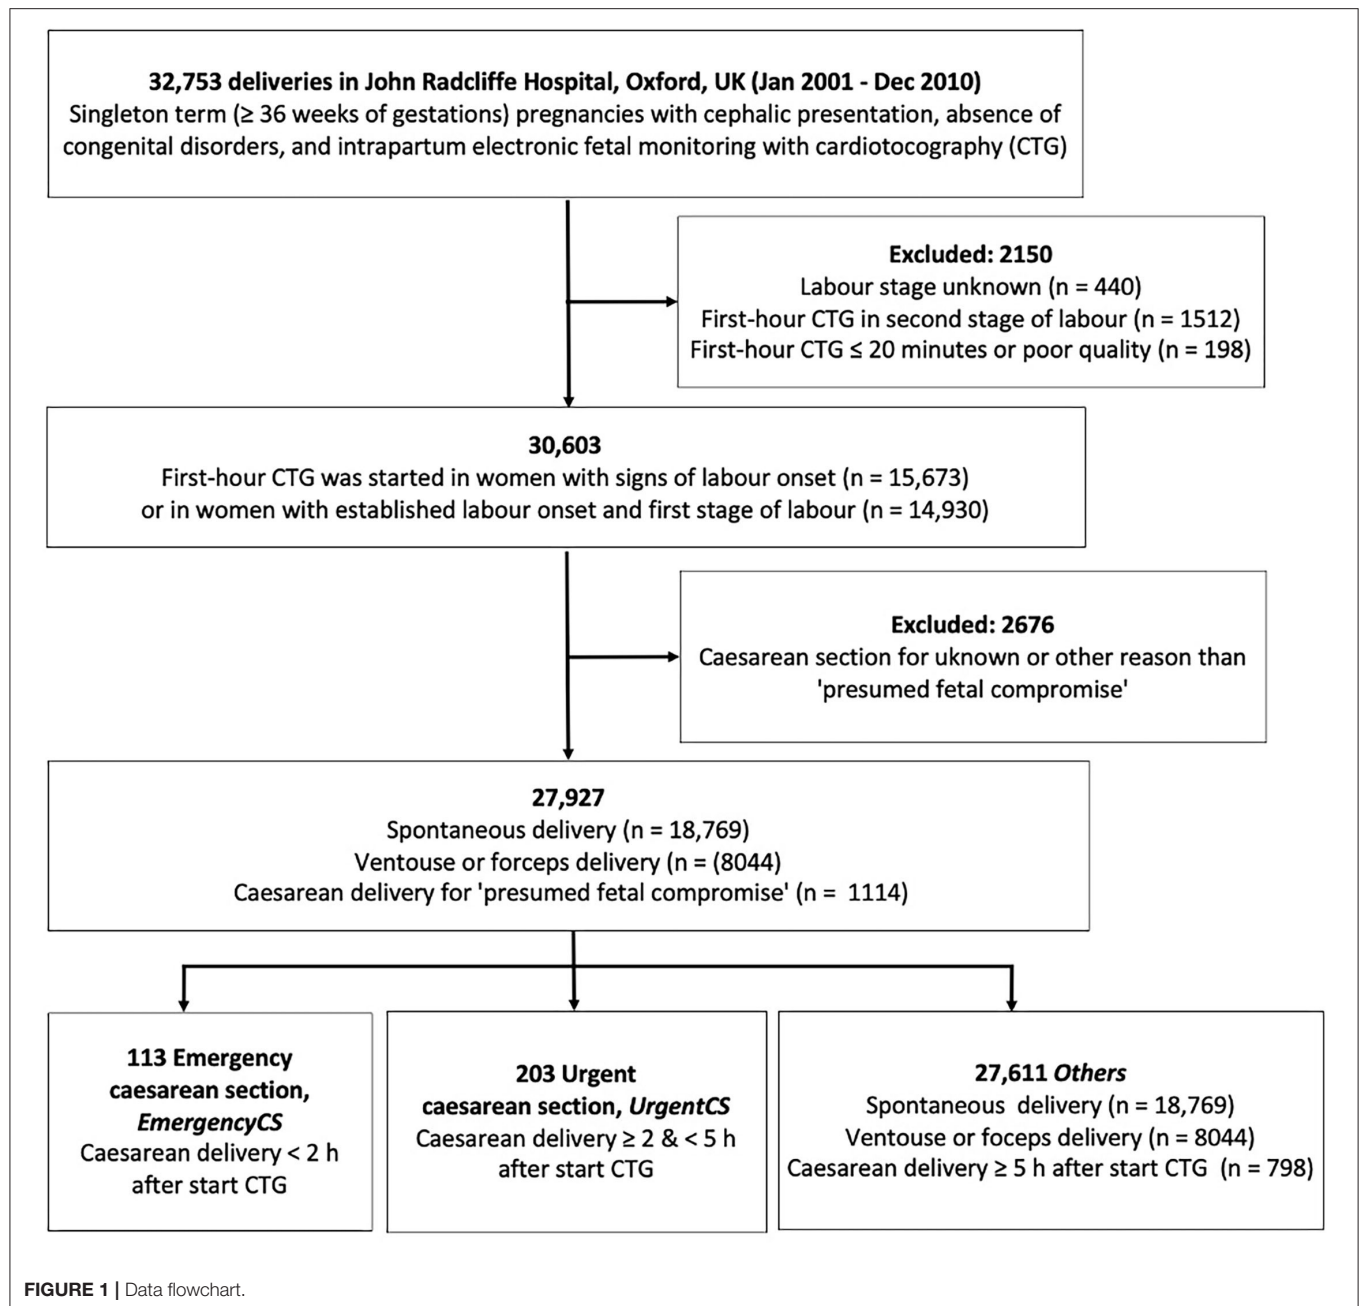 32,753 deliveries in John Radcliffe Hospital, Oxford, UK (Jan 2001 - Dec 2010)
Singleton term (≥ 36 weeks of gestations) pregnancies with cephalic presentation, absence of
congenital disorders, and intrapartum electronic fetal monitoring with cardiotocography (CTG)
Excluded: 2150
Labour stage unknown (n = 440)
First-hour CTG in second stage of labour (n = 1512)
First-hour CTG ≤ 20 minutes or poor quality (n = 198)
30,603
First-hour CTG was started in women with signs of labour onset (n = 15,673)
or in women with established labour onset and first stage of labour (n = 14,930)
Excluded: 2676
Caesarean section for uknown or other reason than
'presumed fetal compromise'
27,927
Spontaneous delivery (n = 18,769)
Ventouse or forceps delivery (n = (8044)
Caesarean delivery for 'presumed fetal compromise' (n =  1114)
113 Emergency
caesarean section,
EmergencyCS
Caesarean delivery < 2 h
after start CTG
203 Urgent
caesarean section, UrgentCS
Caesarean delivery ≥ 2 & < 5 h
after start CTG
27,611 Others
Spontaneous  delivery (n = 18,769)
Ventouse or foceps delivery (n = 8044)
Caesarean delivery ≥ 5 h after start CTG  (n = 798)
FIGURE 1 | Data flowchart.